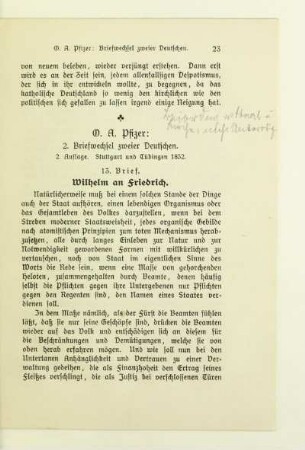 O. A. Pfizer: Briefwechsel zweier Deutschen. 23
von neuem beseelen, wieder verjüngt erstehen. Dann erst
wird es an der Zeit sein, jedem allenfallsigen Despotismus,
der sich in ihr entwickeln wollte, zu begegnen, da das
katholische Deutschland so wenig den kirchlichen wie den
politischen sich gefallen zu lassen irgend einige Neigung hat.
O. A. Pfizer:
2. Briefwechsel zweier Deutschen.
2 Auflage. Stuttgart und Tübingen 1832.
15. Brief.
Wilhelm an Friedrich.
Natürlicherweise muß bei einem solchen Stande der Dinge
auch der Staat aufhören, einen lebendigen Organismus oder
das Gesamtleben des Volkes darzustellen, wenn bei dem
Streben moderner Staatsweisheit, jedes organische Gebilde
nach atomistischen Prinzipien zum toten Mechanismus herab-
zusetzen, alle durch langes Einleben zur Natur und zur
Notwendigkeit gewordenen Formen mit willkürlichen zu
vertauschen, noch von Staat im eigentlichen Sinne des
Worts die Rede sein, wenn eine Masse von gehorchenden
Heloten, zusammengehalten durch Beamte, denen häufig
selbst die Pflichten gegen ihre Untergebenen nur Pflichten
gegen den Regenten sind, den Namen eines Staates ver-
dienen soll.
In dem Maße nämlich, als der Fürst die Beamten fühlen
läßt, daß sie nur seine Geschöpfe sind, drücken die Beamten
wieder auf das Volk und entschädigen sich an diesem für
die Beschränkungen und Demütigungen, welche sie von
oben herab erfahren mögen. Und wie soll nun bei den
Untertanen Anhänglichkeit und Vertrauen zu einer Ver-
waltung gedeihen, die als Finanzhoheit den Ertrag seines
Fleißes verschlingt, die als Justiz bei verschlossenen Türen